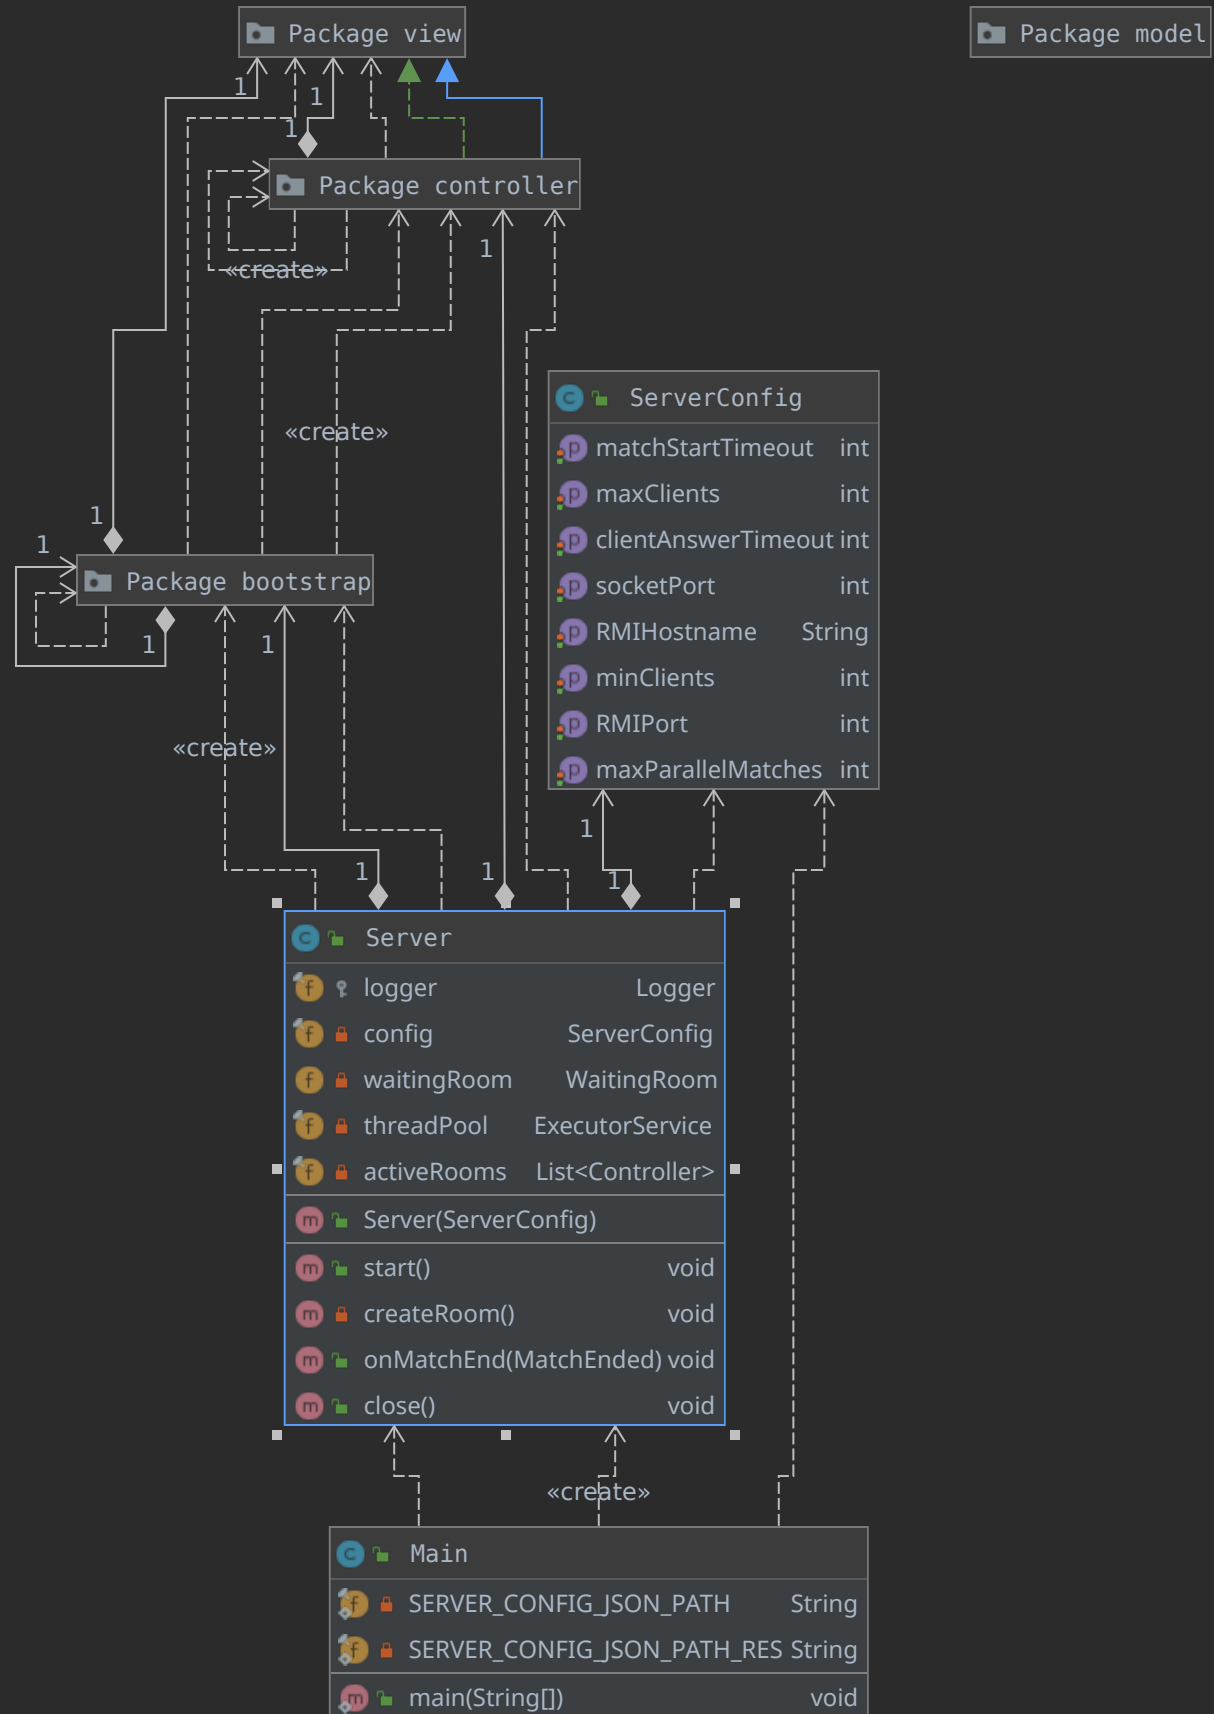 Package view
Package model
1
1
1
Package controller
1
«create»
ServerConfig
matchStartTimeout int
maxClients int
clientAnswerTimeout int
socketPort int
RMIHostname String
minClients int
RMIPort int
maxParallelMatches int
«create»
1
1
Package bootstrap
1
1
«create»
1
1
1
1
Server
logger Logger
config ServerConfig
waitingRoom WaitingRoom
threadPool ExecutorService
activeRooms List<Controller>
Server(ServerConfig)
start() void
createRoom() void
onMatchEnd(MatchEnded) void
close() void
«create»
Main
SERVER_CONFIG_JSON_PATH String
SERVER_CONFIG_JSON_PATH_RES String
main(String[]) void